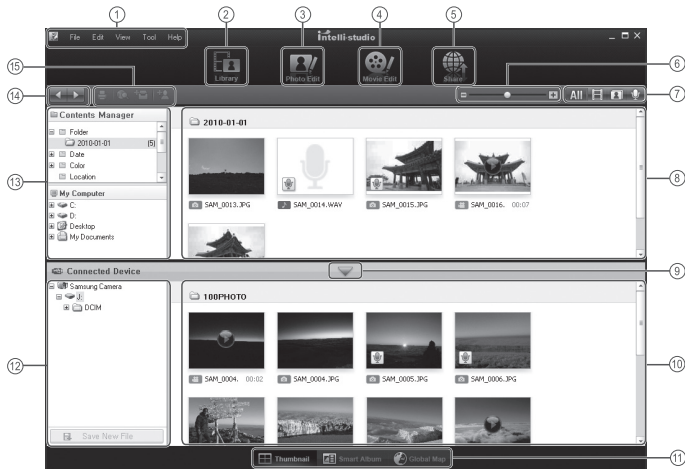 1
2
3
4
5
File Edit View Tool Help
intelli-studio
Library
Photo Edit
Movie Edit
Share
6
15
14
All
7
Contents Manager
Folder
2010-01-01 (5)
Date
Color
Location
13
My Computer
C:
D:
Desktop
My Documents
2010-01-01
SAM_0013.JPG
SAM_0014.WAV
SAM_0015.JPG
SAM_0016. 00:07
8
Connected Device
9
Samsung Camera
J:
DCIM
12
Save New File
100PHOTO
SAM_0004. 00:02
SAM_0004.JPG
SAM_0005.JPG
SAM_0006.JPG
10
Thumbnail
Smart Album
Global Map
11